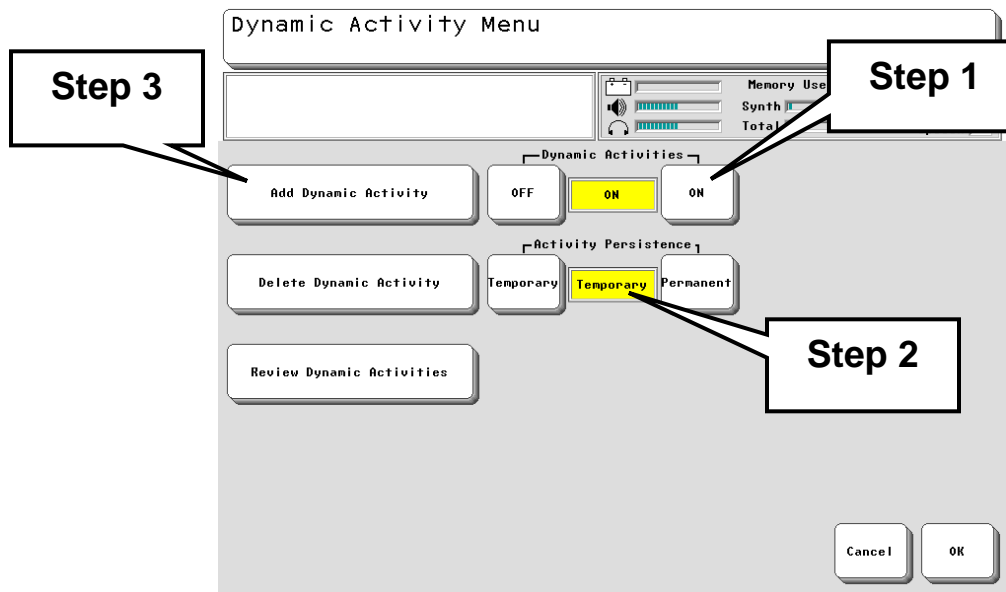 Dynamic Activity Menu
Step 3
Step 1
Memory Use
Synth
Total
Dynamic Activities
Add Dynamic Activity
OFF
ON
ON
Activity Persistence
Delete Dynamic Activity
Temporary
Temporary
Permanent
Step 2
Review Dynamic Activities
Cancel
OK